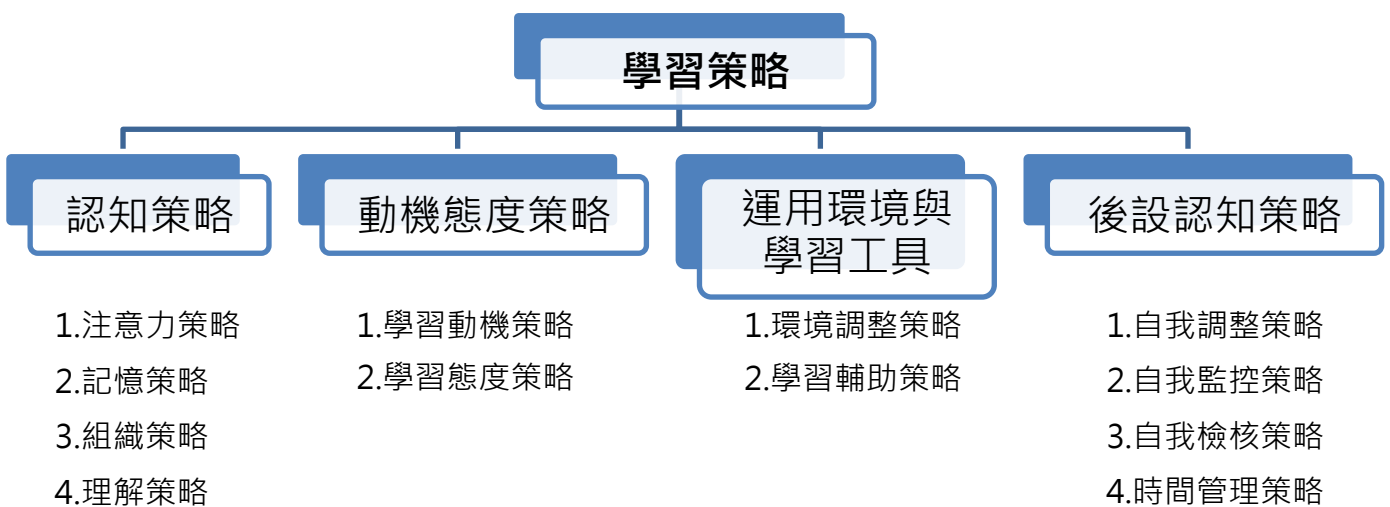 學習策略
認知策略
1.注意力策略
2.記憶策略
3.組織策略
4.理解策略
動機態度策略
1.學習動機策略
2.學習態度策略
運用環境與
學習工具
1.環境調整策略
2.學習輔助策略
後設認知策略
1.自我調整策略
2.自我監控策略
3.自我檢核策略
4.時間管理策略